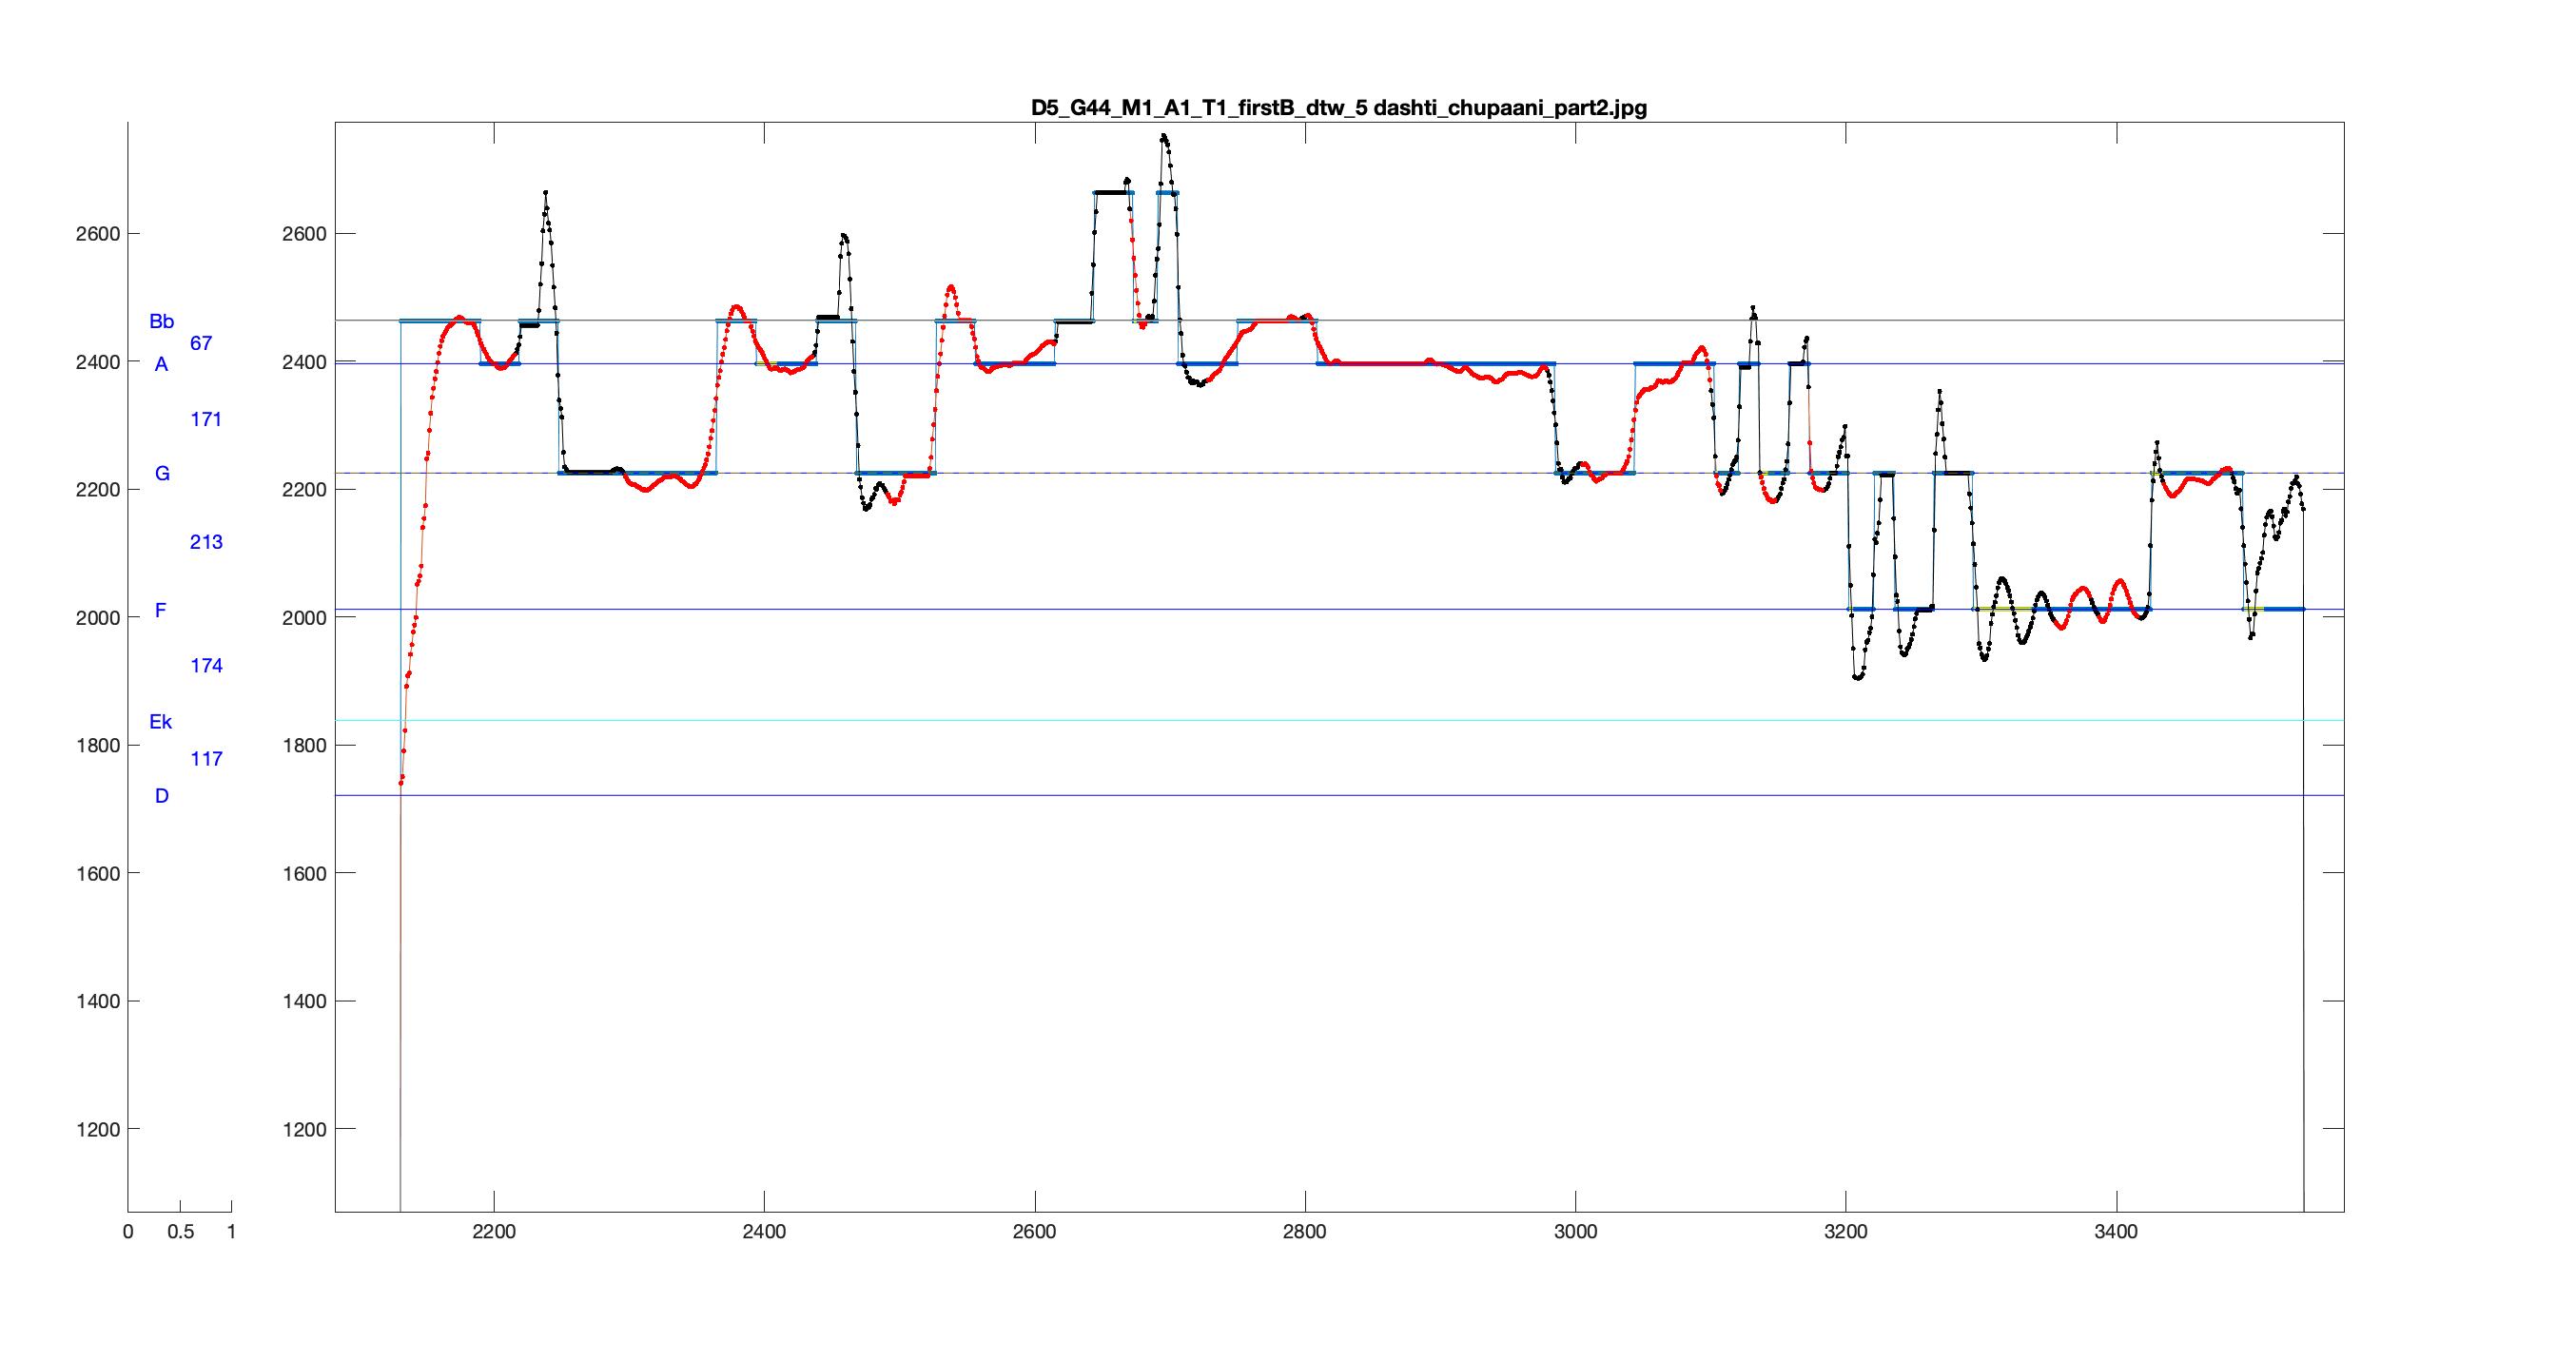 D5_G44_M1_A1_T1_firstB_dtw_5 dashti_chupaani_part2.jpg
2600 2600
Bb
67
2400 A 2400
171
G
2200 2200
213
F
2000 2000
174
Ek
1800 1800
117
D
1600 1600
1400 1400
1200 1200
0 0.5 1 2200 2400 2600 2800 3000 3200 3400